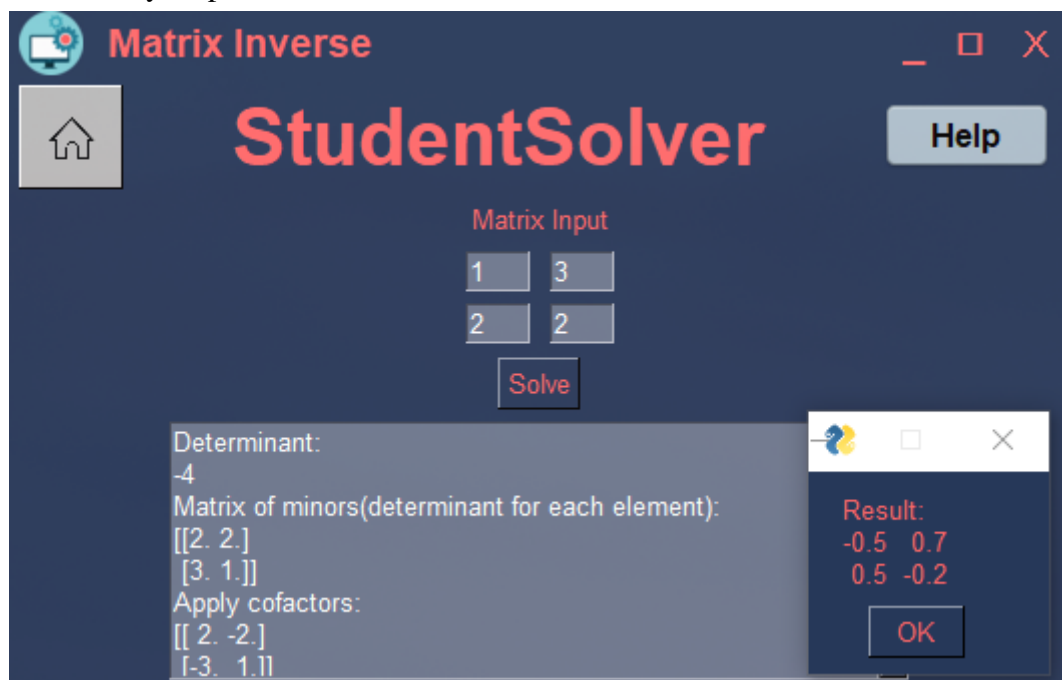 Matrix Inverse
StudentSolver
Help
Matrix Input
1 3
2 2
Solve
Determinant:
-4
Matrix of minors(determinant for each element):
[[2. 2.]
[3. 1.]]
Apply cofactors:
[[ 2. -2.]
[-3. 1.]]
Result:
-0.5 0.7
0.5 -0.2
OK